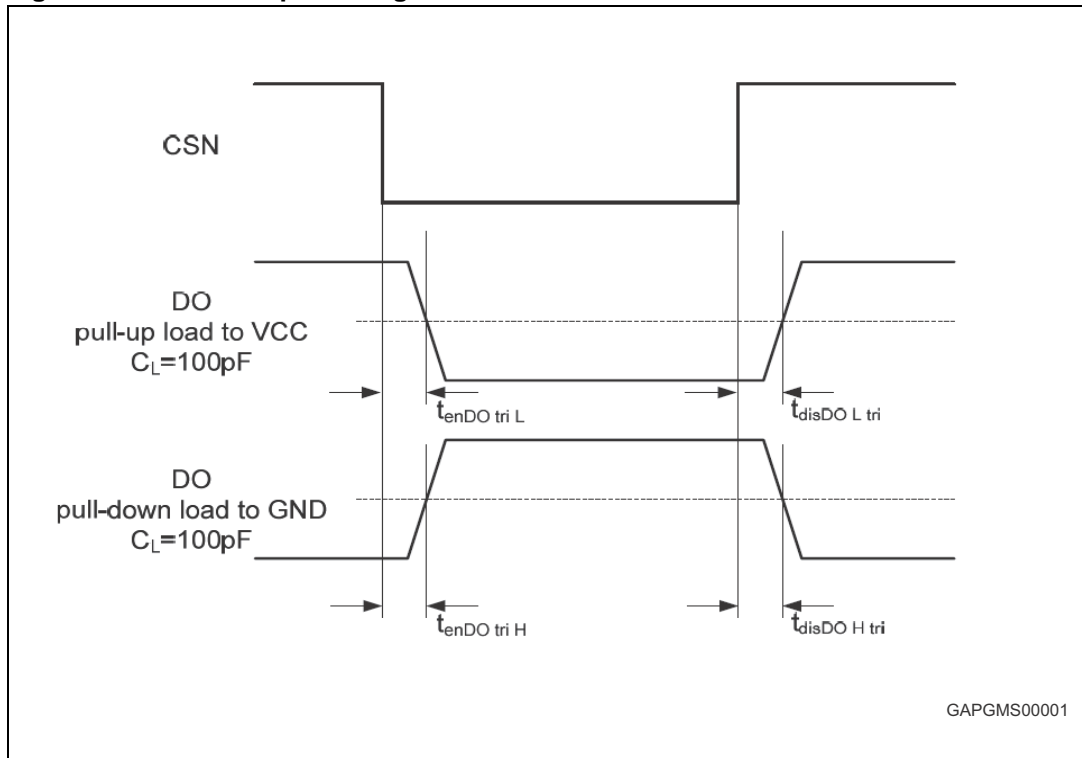 CSN
DO
pull-up load to VCC
CL=100pF
tenDO tri L
tdisDO L tri
DO
pull-down load to GND
CL=100pF
tenDO tri H
tdisDO H tri
GAPGMS00001